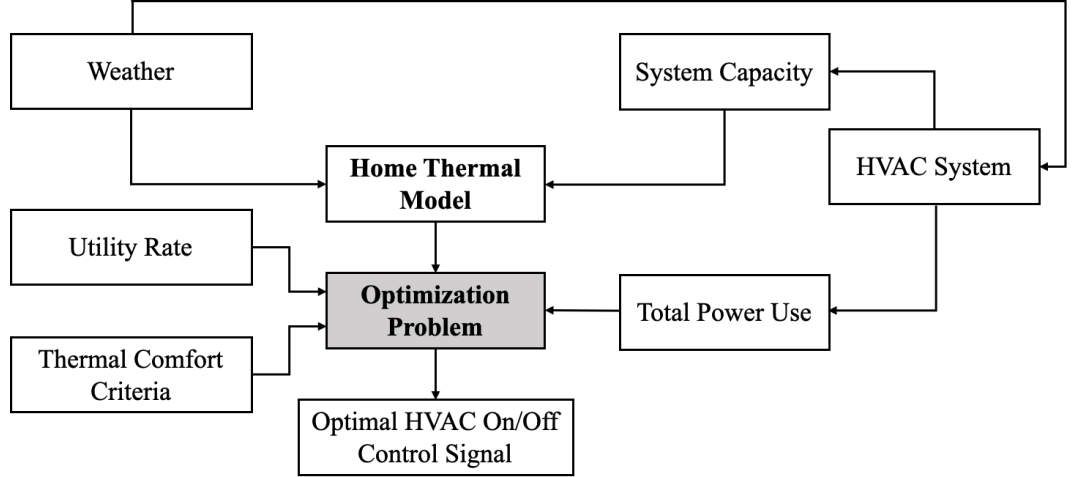 Weather
System Capacity
HVAC System
Home Thermal
Model
Utility Rate
Optimization
Problem
Total Power Use
Thermal Comfort
Criteria
Optimal HVAC On/Off
Control Signal